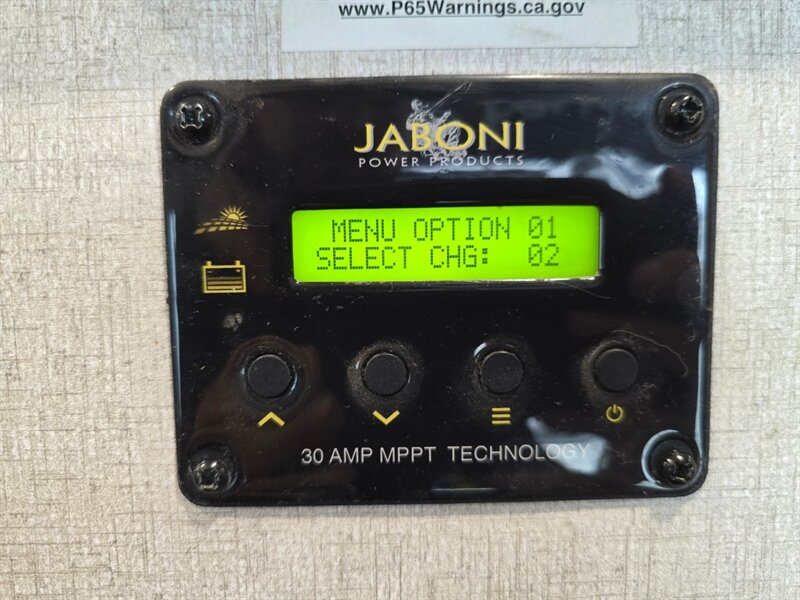 www.P65Warnings.ca.gov
JABONI
POWER PRODUCTS
MENU OPTION 01
SELECT CHG: 02
30 AMP MPPT TECHNOLOGY